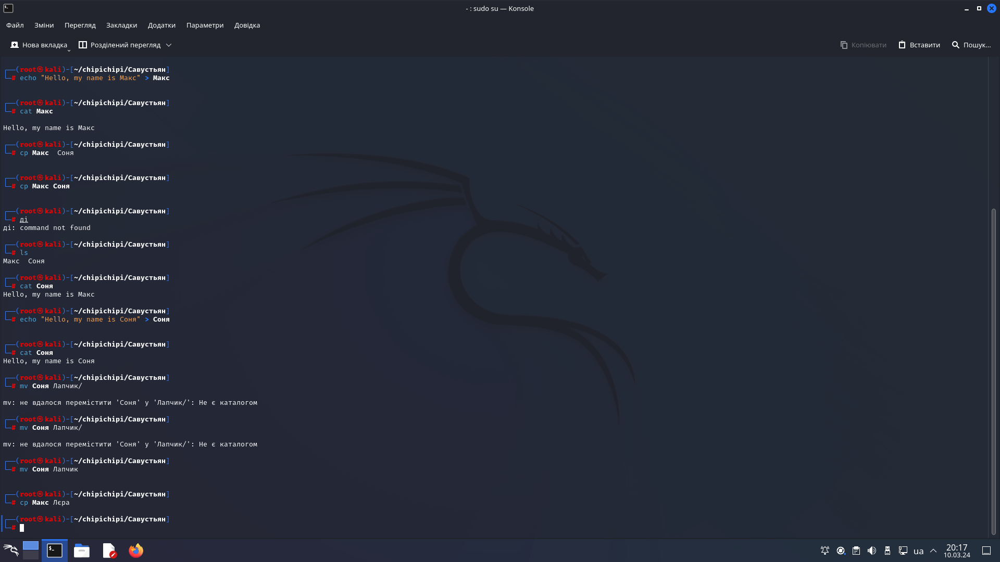 - : sudo su — Konsole
Файл Зміни Перегляд Закладки Додатки Параметри Довідка
Нова вкладка Розділений перегляд Копіювати Вставити Пошук...
┌──(root㉿kali)-[~/chipichipi/Савустьян]
└─# echo "Hello, my name is Макс" > Макс
┌──(root㉿kali)-[~/chipichipi/Савустьян]
└─# cat Макс
Hello, my name is Макс
┌──(root㉿kali)-[~/chipichipi/Савустьян]
└─# cp Макс  Соня
┌──(root㉿kali)-[~/chipichipi/Савустьян]
└─# cp Макс Соня
┌──(root㉿kali)-[~/chipichipi/Савустьян]
└─# ді
ді: command not found
┌──(root㉿kali)-[~/chipichipi/Савустьян]
└─# ls
Макс  Соня
┌──(root㉿kali)-[~/chipichipi/Савустьян]
└─# cat Соня
Hello, my name is Макс
┌──(root㉿kali)-[~/chipichipi/Савустьян]
└─# echo "Hello, my name is Соня" > Соня
┌──(root㉿kali)-[~/chipichipi/Савустьян]
└─# cat Соня
Hello, my name is Соня
┌──(root㉿kali)-[~/chipichipi/Савустьян]
└─# mv Соня Лапчик/
mv: не вдалося перемістити 'Соня' у 'Лапчик/': Не є каталогом
┌──(root㉿kali)-[~/chipichipi/Савустьян]
└─# mv Соня Лапчик/
mv: не вдалося перемістити 'Соня' у 'Лапчик/': Не є каталогом
┌──(root㉿kali)-[~/chipichipi/Савустьян]
└─# mv Соня Лапчик
┌──(root㉿kali)-[~/chipichipi/Савустьян]
└─# cp Макс Лєра
┌──(root㉿kali)-[~/chipichipi/Савустьян]
└─#
ua 20:17
10.03.24